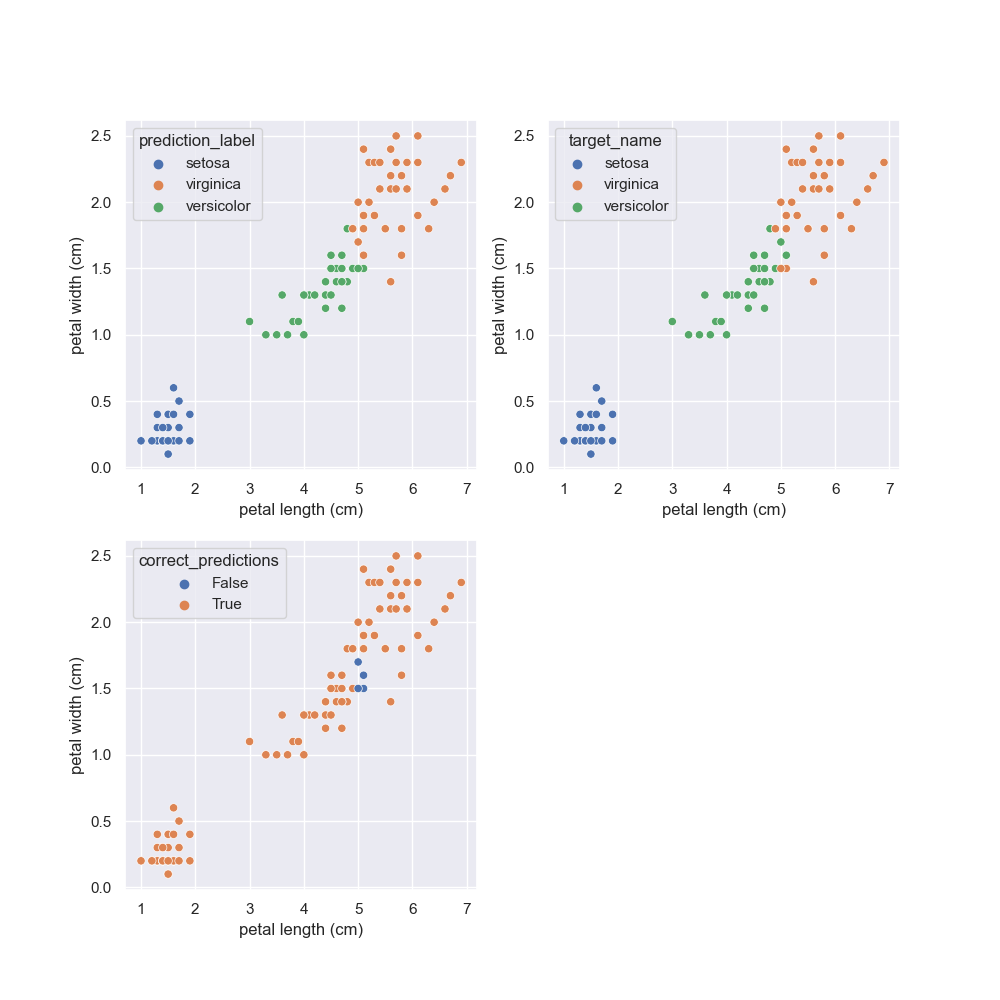 prediction_label
setosa
virginica
versicolor
2.5
2.0
1.5
1.0
0.5
0.0
petal width (cm)
1 2 3 4 5 6 7
petal length (cm)
target_name
setosa
virginica
versicolor
2.5
2.0
1.5
1.0
0.5
0.0
petal width (cm)
1 2 3 4 5 6 7
petal length (cm)
correct_predictions
False
True
2.5
2.0
1.5
1.0
0.5
0.0
petal width (cm)
1 2 3 4 5 6 7
petal length (cm)